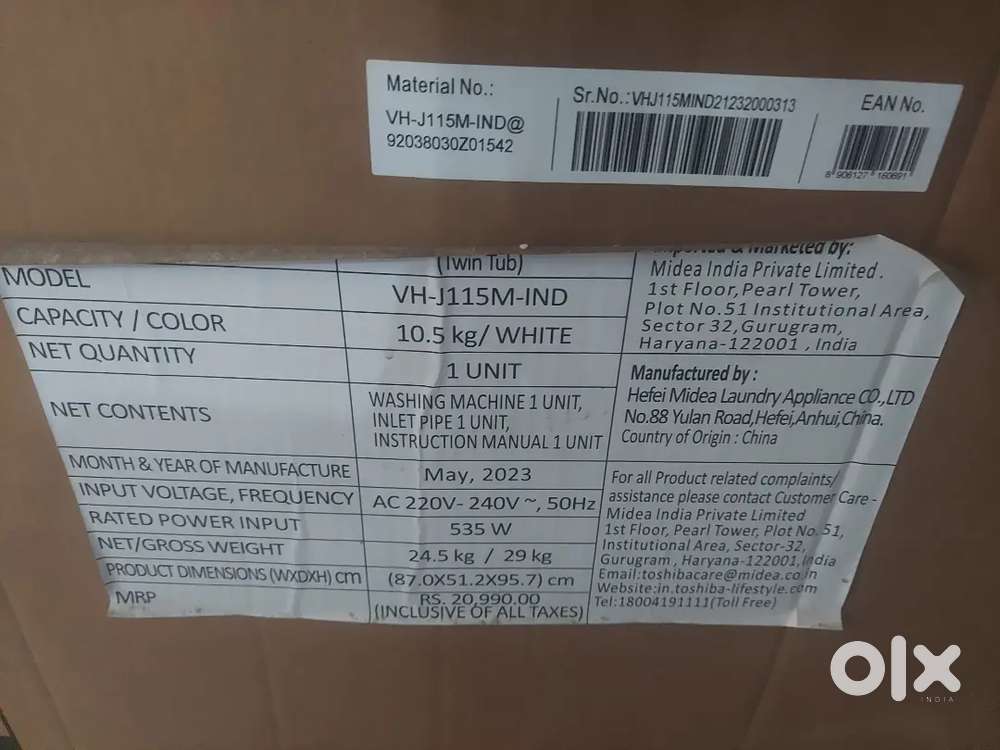 Material No.:
VH-J115M-IND@
92038030Z01542
Sr.No.:VHJ115MIND21232000313
EAN No.
8 906127 160691
(Twin Tub)
MODEL
VH-J115M-IND
CAPACITY / COLOR
10.5 kg/ WHITE
NET QUANTITY
1 UNIT
NET CONTENTS
WASHING MACHINE 1 UNIT,
INLET PIPE 1 UNIT,
INSTRUCTION MANUAL 1 UNIT
MONTH & YEAR OF MANUFACTURE
May, 2023
INPUT VOLTAGE, FREQUENCY
AC 220V- 240V ~, 50Hz
RATED POWER INPUT
535 W
NET/GROSS WEIGHT
24.5 kg / 29 kg
PRODUCT DIMENSIONS (WXDXH) cm
(87.0X51.2X95.7) cm
MRP
RS. 20,990.00
(INCLUSIVE OF ALL TAXES)
Imported & Marketed by:
Midea India Private Limited.
1st Floor,Pearl Tower,
Plot No.51 Institutional Area,
Sector 32,Gurugram,
Haryana-122001 , India
Manufactured by :
Hefei Midea Laundry Appliance CO.,LTD
No.88 Yulan Road,Hefei,Anhui,China.
Country of Origin : China
For all Product related complaints/
assistance please contact Customer Care -
Midea India Private Limited
1st Floor, Pearl Tower, Plot No. 51,
Institutional Area, Sector-32,
Gurugram , Haryana-122001,India
Email:toshibacare@midea.co.in
Website:in.toshiba-lifestyle.com
Tel:18004191111(Toll Free)
olx
INDIA